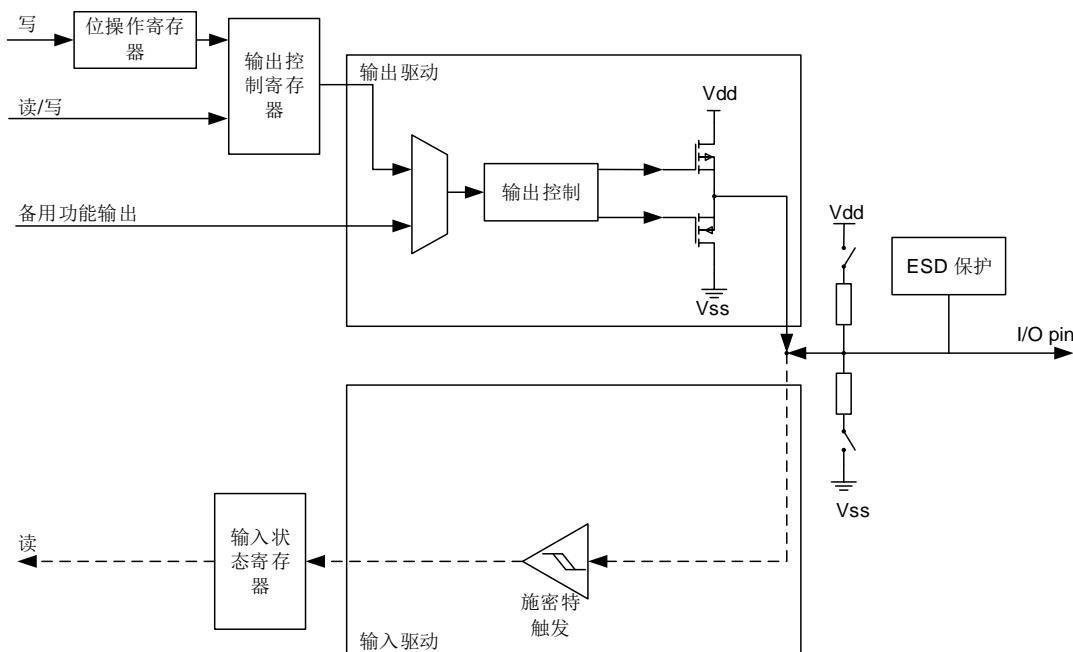 写
位操作寄存
器
输出控
制寄存
器
读/写
备用功能输出
输出驱动
Vdd
输出控制
Vss
Vdd
ESD 保护
I/O pin
Vss
读
输入状
态寄存
器
施密特
触发
输入驱动